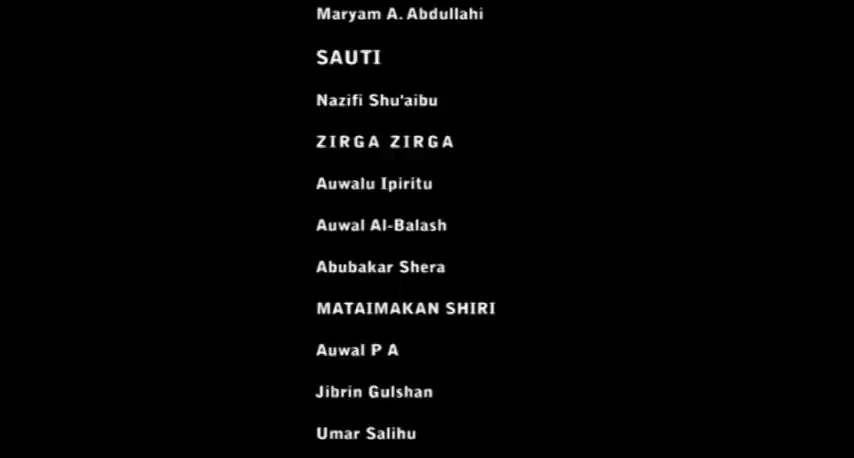 Maryam A. Abdullahi
SAUTI
Nazifi Shu'aibu
ZIRGA ZIRGA
Auwalu Ipiritu
Auwal Al-Balash
Abubakar Shera
MATAIMAKAN SHIRI
Auwal P A
Jibrin Gulshan
Umar Salihu